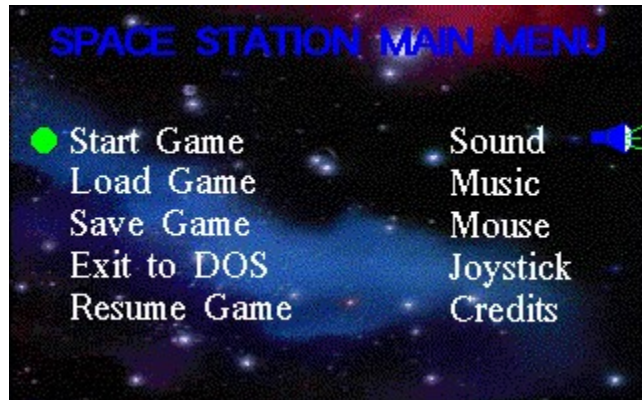 SPACE STATION MAIN MENU
Start Game
Load Game
Save Game
Exit to DOS
Resume Game
Sound
Music
Mouse
Joystick
Credits